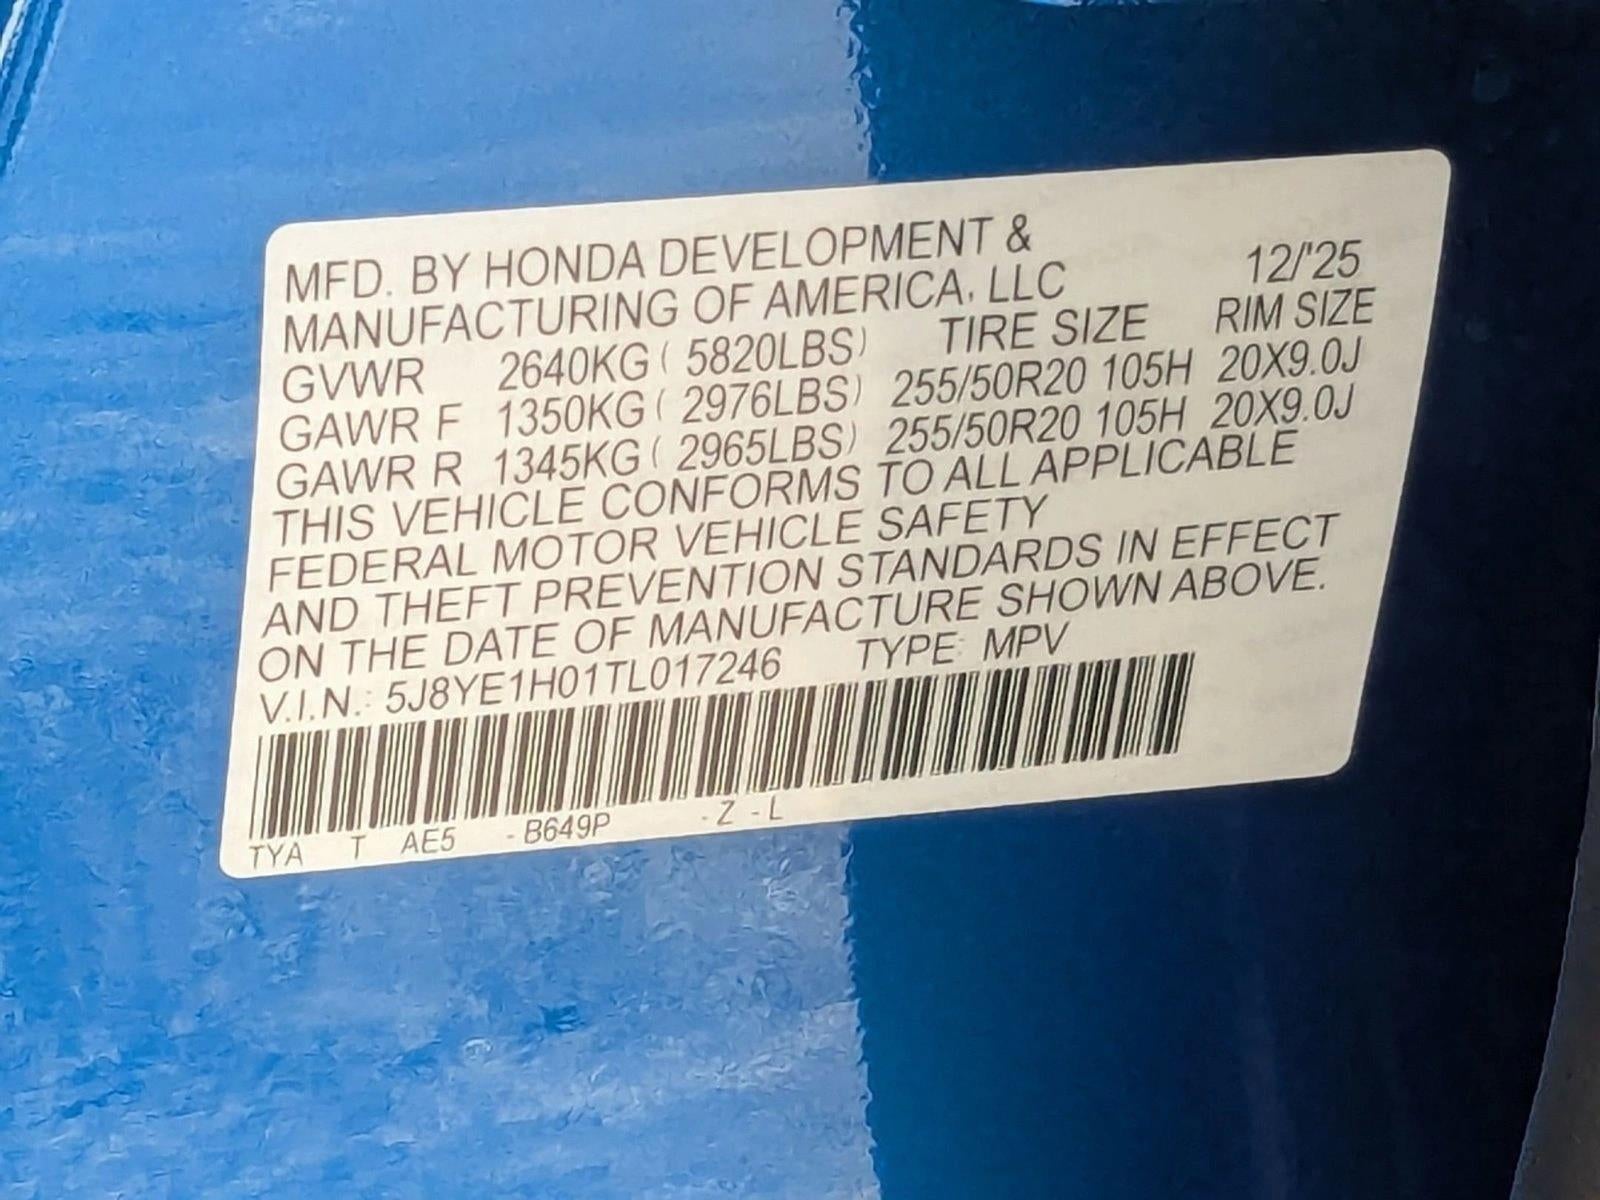 MFD. BY HONDA DEVELOPMENT &
MANUFACTURING OF AMERICA, LLC 12/'25
GVWR 2640KG ( 5820LBS) TIRE SIZE RIM SIZE
GAWR F 1350KG ( 2976LBS) 255/50R20 105H 20X9.0J
GAWR R 1345KG ( 2965LBS) 255/50R20 105H 20X9.0J
THIS VEHICLE CONFORMS TO ALL APPLICABLE
FEDERAL MOTOR VEHICLE SAFETY
AND THEFT PREVENTION STANDARDS IN EFFECT
ON THE DATE OF MANUFACTURE SHOWN ABOVE.
V.I.N.: 5J8YE1H01TL017246 TYPE: MPV
TYA T AE5 -B649P -Z -L